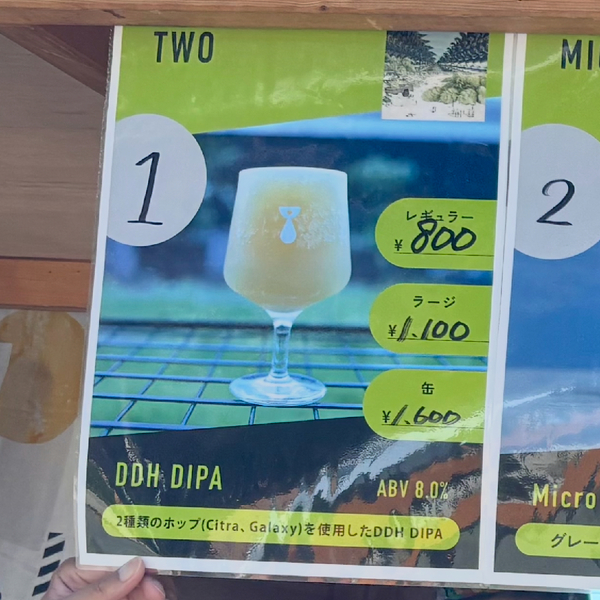 TWO
1
レギュラー
¥800
ラージ
¥1,100
缶
¥1,600
DDH DIPA
ABV 8.0%
2種類のホップ(Citra、Galaxy)を使用したDDH DIPA
2
Micro
グレー